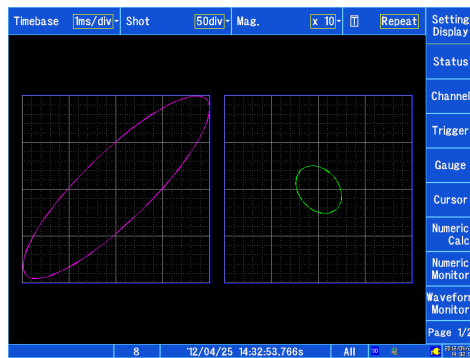 Timebase 1ms/div Shot 50div Mag. x 10 T Repeat
Setting
Display
Status
Channel
Trigger
Gauge
Cursor
Numeric
Calc
Numeric
Monitor
Waveform
Monitor
Page 1/2
8 '12/04/25 14:32:53.766s All